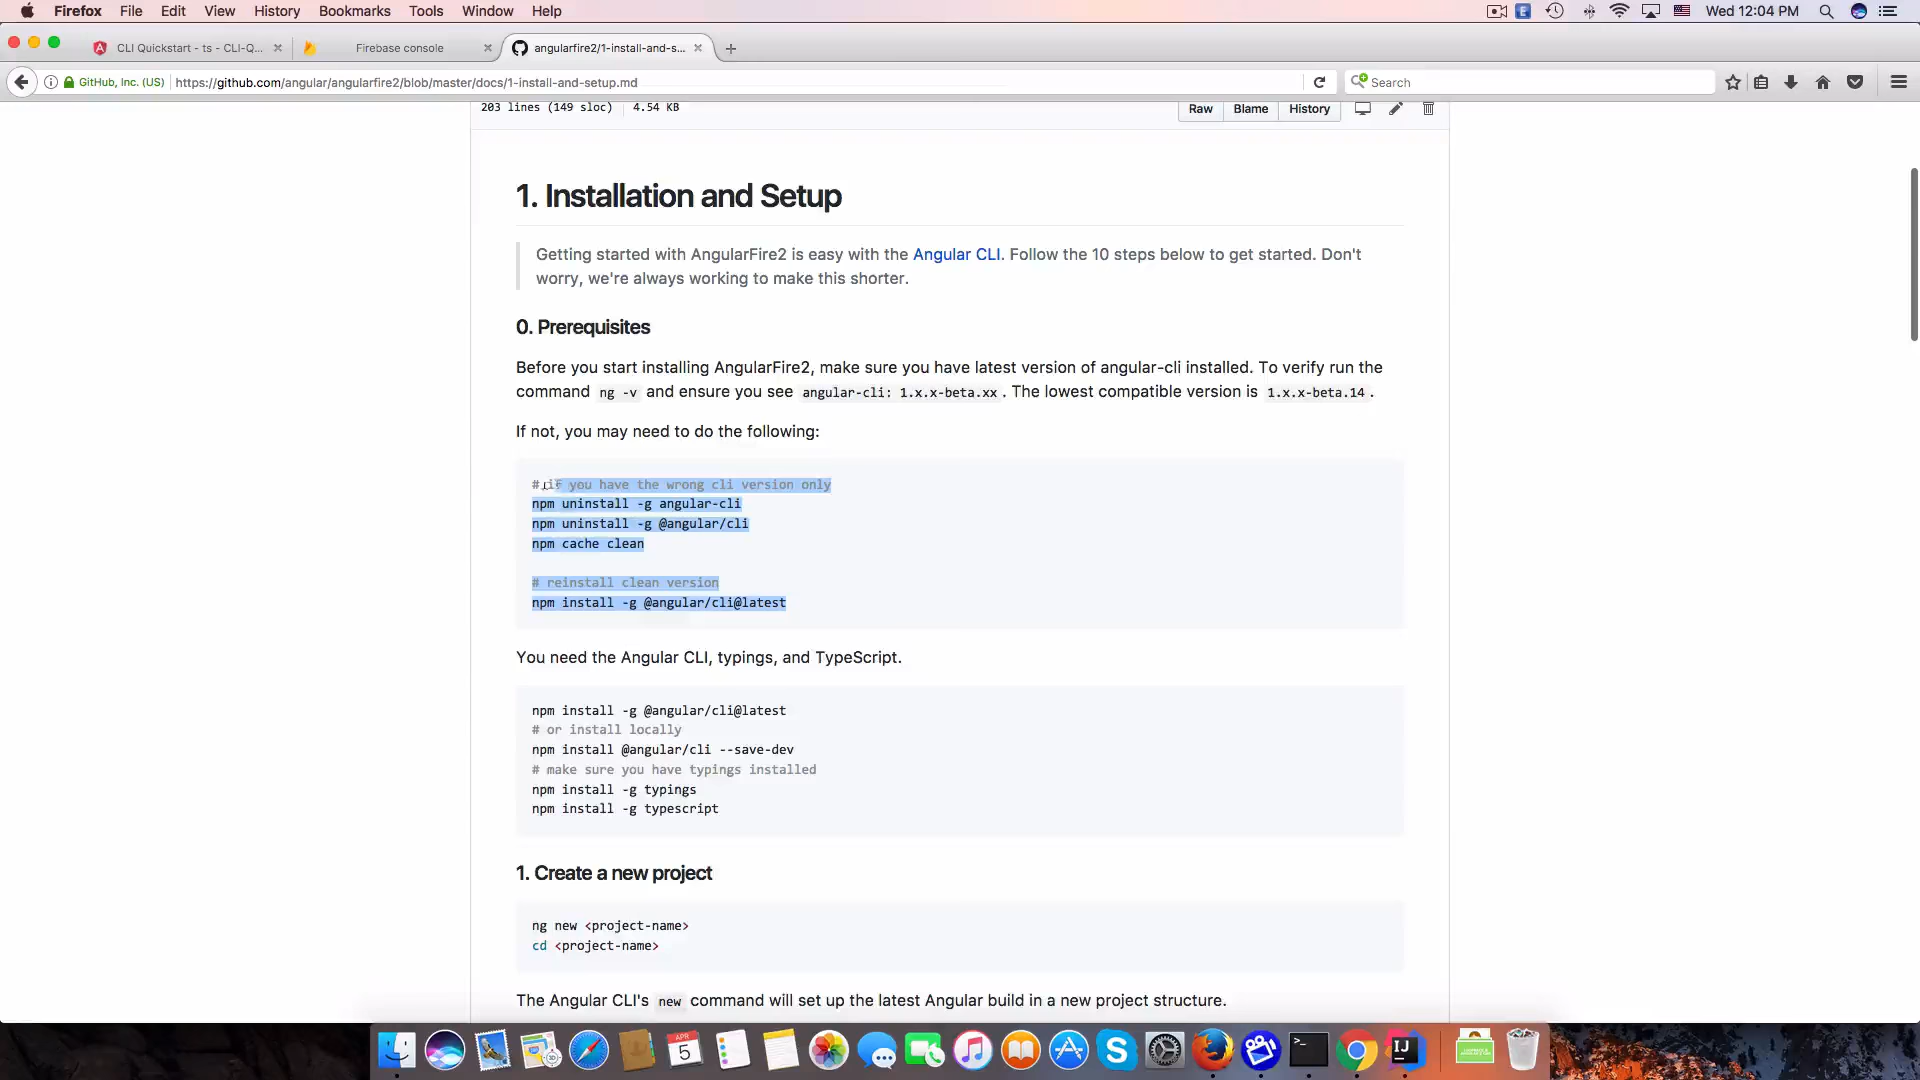 Firefox File Edit View History Bookmarks Tools Window Help Wed 12:04 PM
CLI Quickstart - ts - CLI-Q... Firebase console angularfire2/1-install-and-s...
GitHub, Inc. (US) https://github.com/angular/angularfire2/blob/master/docs/1-install-and-setup.md Search
203 lines (149 sloc) 4.54 KB Raw Blame History
1. Installation and Setup
Getting started with AngularFire2 is easy with the Angular CLI. Follow the 10 steps below to get started. Don't
worry, we're always working to make this shorter.
0. Prerequisites
Before you start installing AngularFire2, make sure you have latest version of angular-cli installed. To verify run the
command ng -v and ensure you see angular-cli: 1.x.x-beta.xx . The lowest compatible version is 1.x.x-beta.14 .
If not, you may need to do the following:
# if you have the wrong cli version only
npm uninstall -g angular-cli
npm uninstall -g @angular/cli
npm cache clean
# reinstall clean version
npm install -g @angular/cli@latest
You need the Angular CLI, typings, and TypeScript.
npm install -g @angular/cli@latest
# or install locally
npm install @angular/cli --save-dev
# make sure you have typings installed
npm install -g typings
npm install -g typescript
1. Create a new project
ng new <project-name>
cd <project-name>
The Angular CLI's new command will set up the latest Angular build in a new project structure.
APR
5
IJ